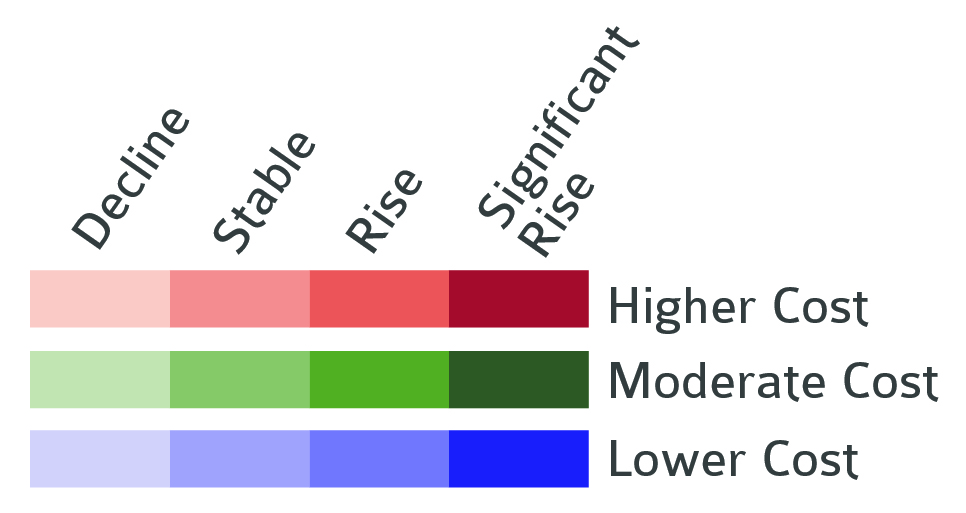 Decline
Stable
Rise
Significant
Rise
Higher Cost
Moderate Cost
Lower Cost